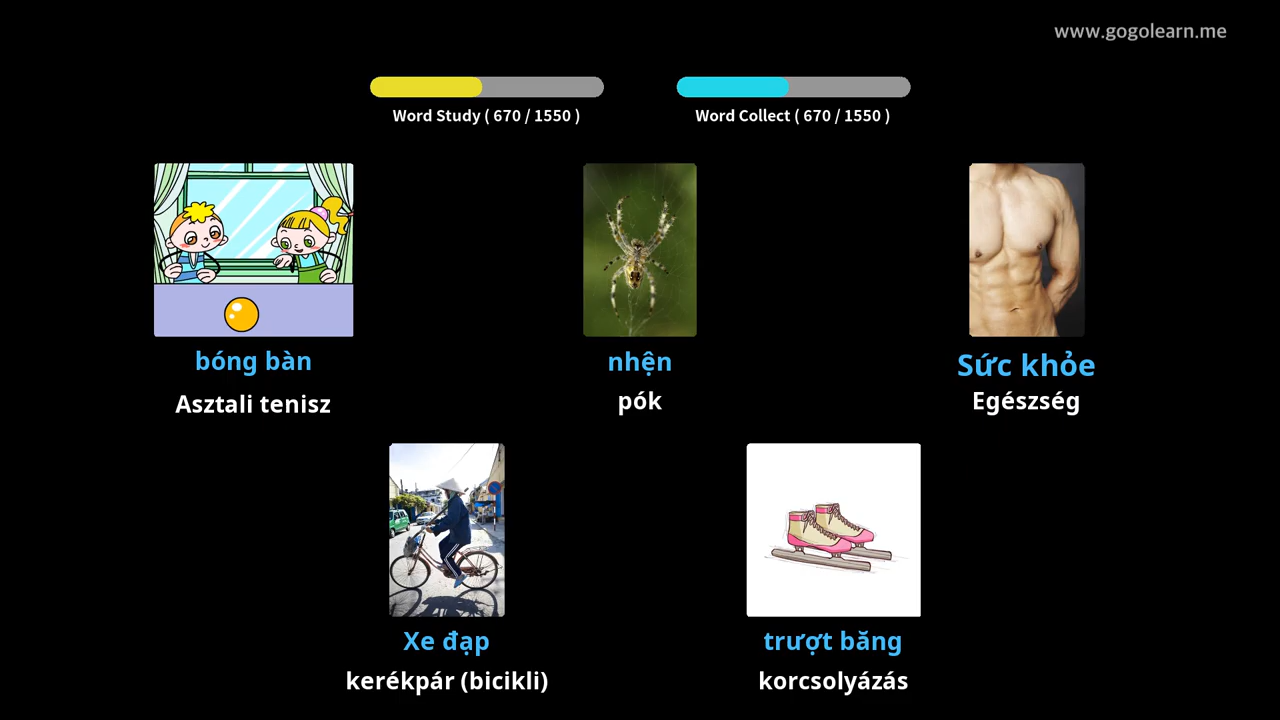 www.gogolearn.me
Word Study ( 670 / 1550 )
Word Collect ( 670 / 1550 )
bóng bàn
Asztali tenisz
nhện
pók
Sức khỏe
Egészség
Xe đạp
kerékpár (bicikli)
trượt băng
korcsolyázás